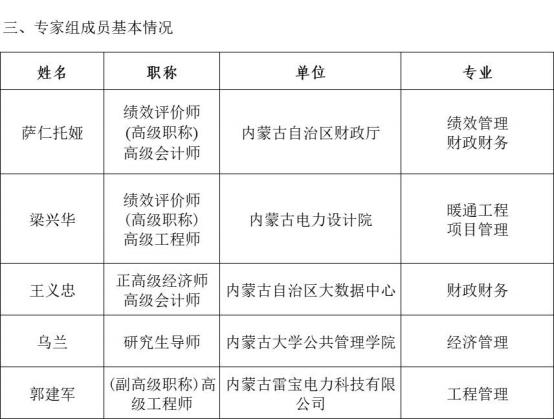 三、专家组成员基本情况
姓名 职称 单位 专业
萨仁托娅
绩效评价师
(高级职称)
高级会计师
内蒙古自治区财政厅
绩效管理
财政财务
梁兴华
绩效评价师
(高级职称)
高级工程师
内蒙古电力设计院
暖通工程
项目管理
王义忠
正高级经济师
高级会计师
内蒙古自治区大数据中心
财政财务
乌兰
研究生导师
内蒙古大学公共管理学院
经济管理
郭建军
(副高级职称)高
级工程师
内蒙古雷宝电力科技有限
公司
工程管理